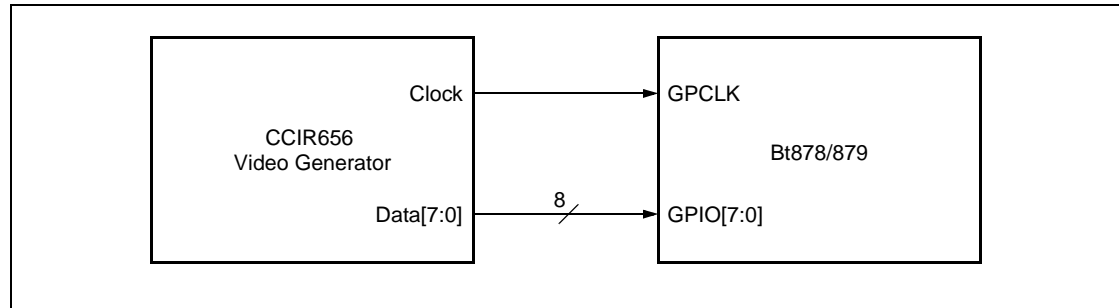 Clock
GPCLK
CCIR656
Video Generator
Bt878/879
Data[7:0]
8
GPIO[7:0]